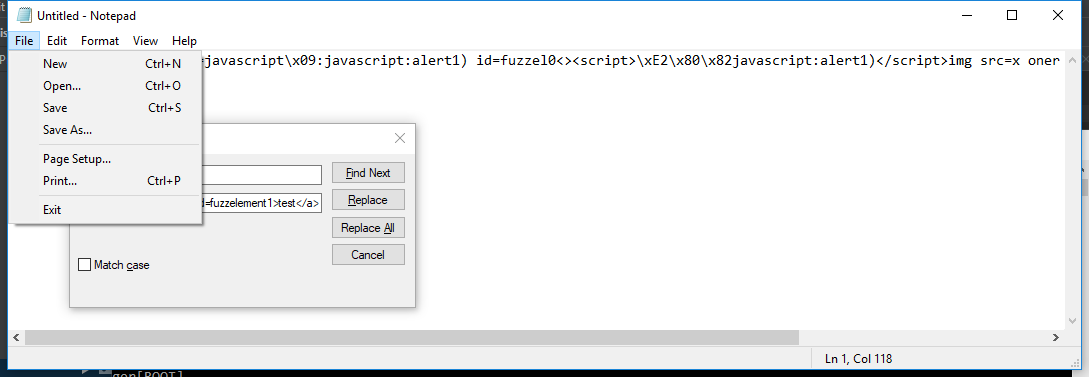 Untitled - Notepad
File Edit Format View Help
New Ctrl+N
=javascript\x09:javascript:alert1) id=fuzzel0<><script>\xE2\x80\x82javascript:alert1)</script>img src=x oner
Open... Ctrl+O
Save Ctrl+S
Save As...
Page Setup...
Print... Ctrl+P
Exit
Find Next
d=fuzzelement1>test</a>
Replace
Replace All
Cancel
Match case
Ln 1, Col 118
gen[ROOT]